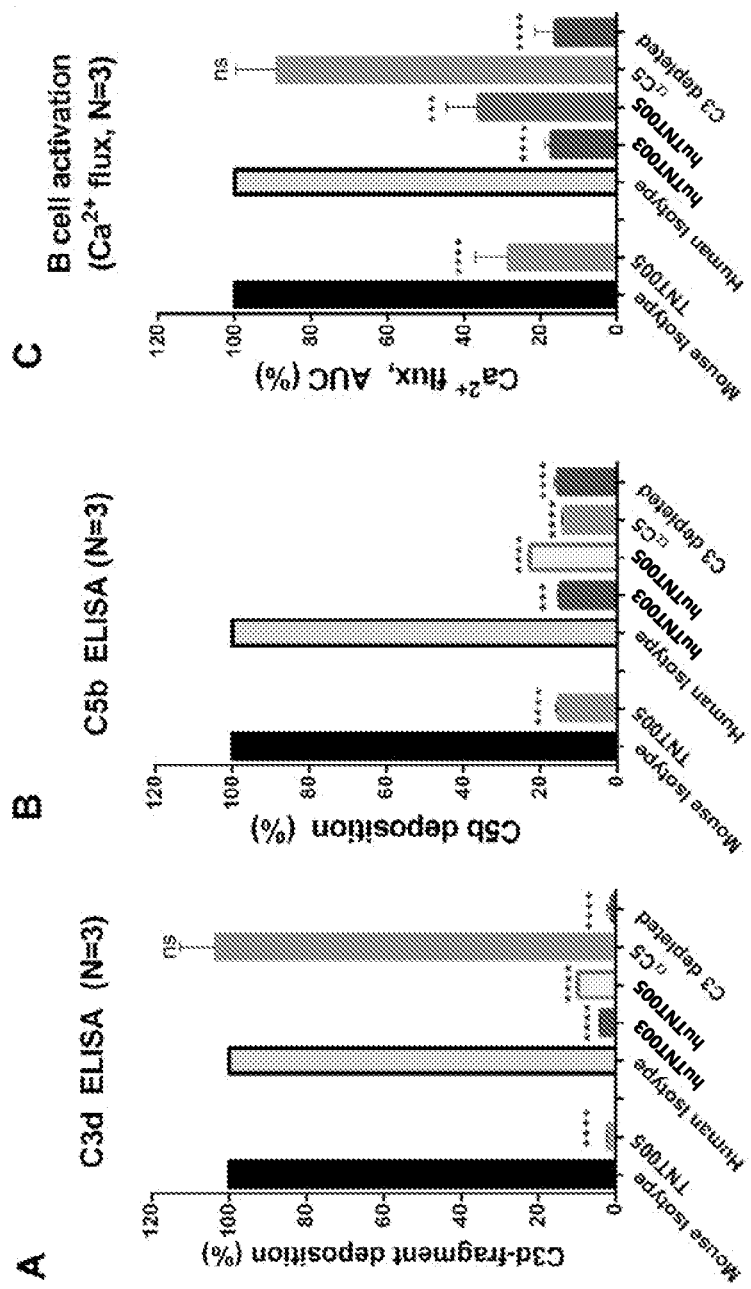 A
C3d ELISA (N=3)
C3d-fragment deposition (%)
120
100
80
60
40
20
0
****
****
****
ns
****
Mouse Isotype
TNT005
Human Isotype
huTNT003
huTNT005
αC5
C3 depleted
B
C5b ELISA (N=3)
C5b deposition (%)
120
100
80
60
40
20
0
****
***
****
****
****
Mouse Isotype
TNT005
Human Isotype
huTNT003
huTNT005
αC5
C3 depleted
C
B cell activation
(Ca²⁺ flux, N=3)
Ca²⁺ flux, AUC (%)
120
100
80
60
40
20
0
****
****
***
ns
****
Mouse Isotype
TNT005
Human Isotype
huTNT003
huTNT005
αC5
C3 depleted